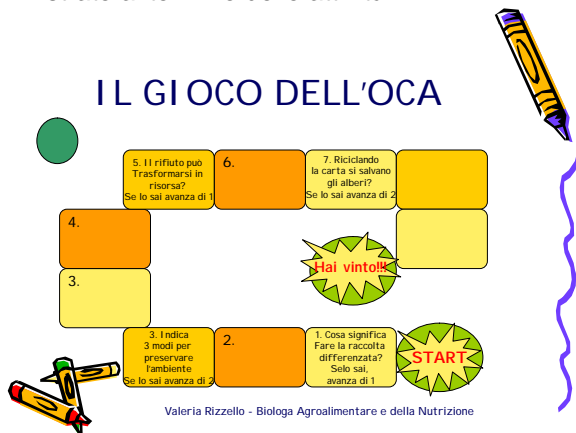 IL GIOCO DELL'OCA
5. Il rifiuto può
Trasformarsi in
risorsa?
Se lo sai avanza di 1
6.
7. Riciclando
la carta si salvano
gli alberi?
Se lo sai avanza di 2
4.
3.
Hai vinto!!!
3. Indica
3 modi per
preservare
l'ambiente
Se lo sai avanza di 2
2.
1. Cosa significa
Fare la raccolta
differenzata?
Selo sai,
avanza di 1
START
Valeria Rizzello - Biologa Agroalimentare e della Nutrizione